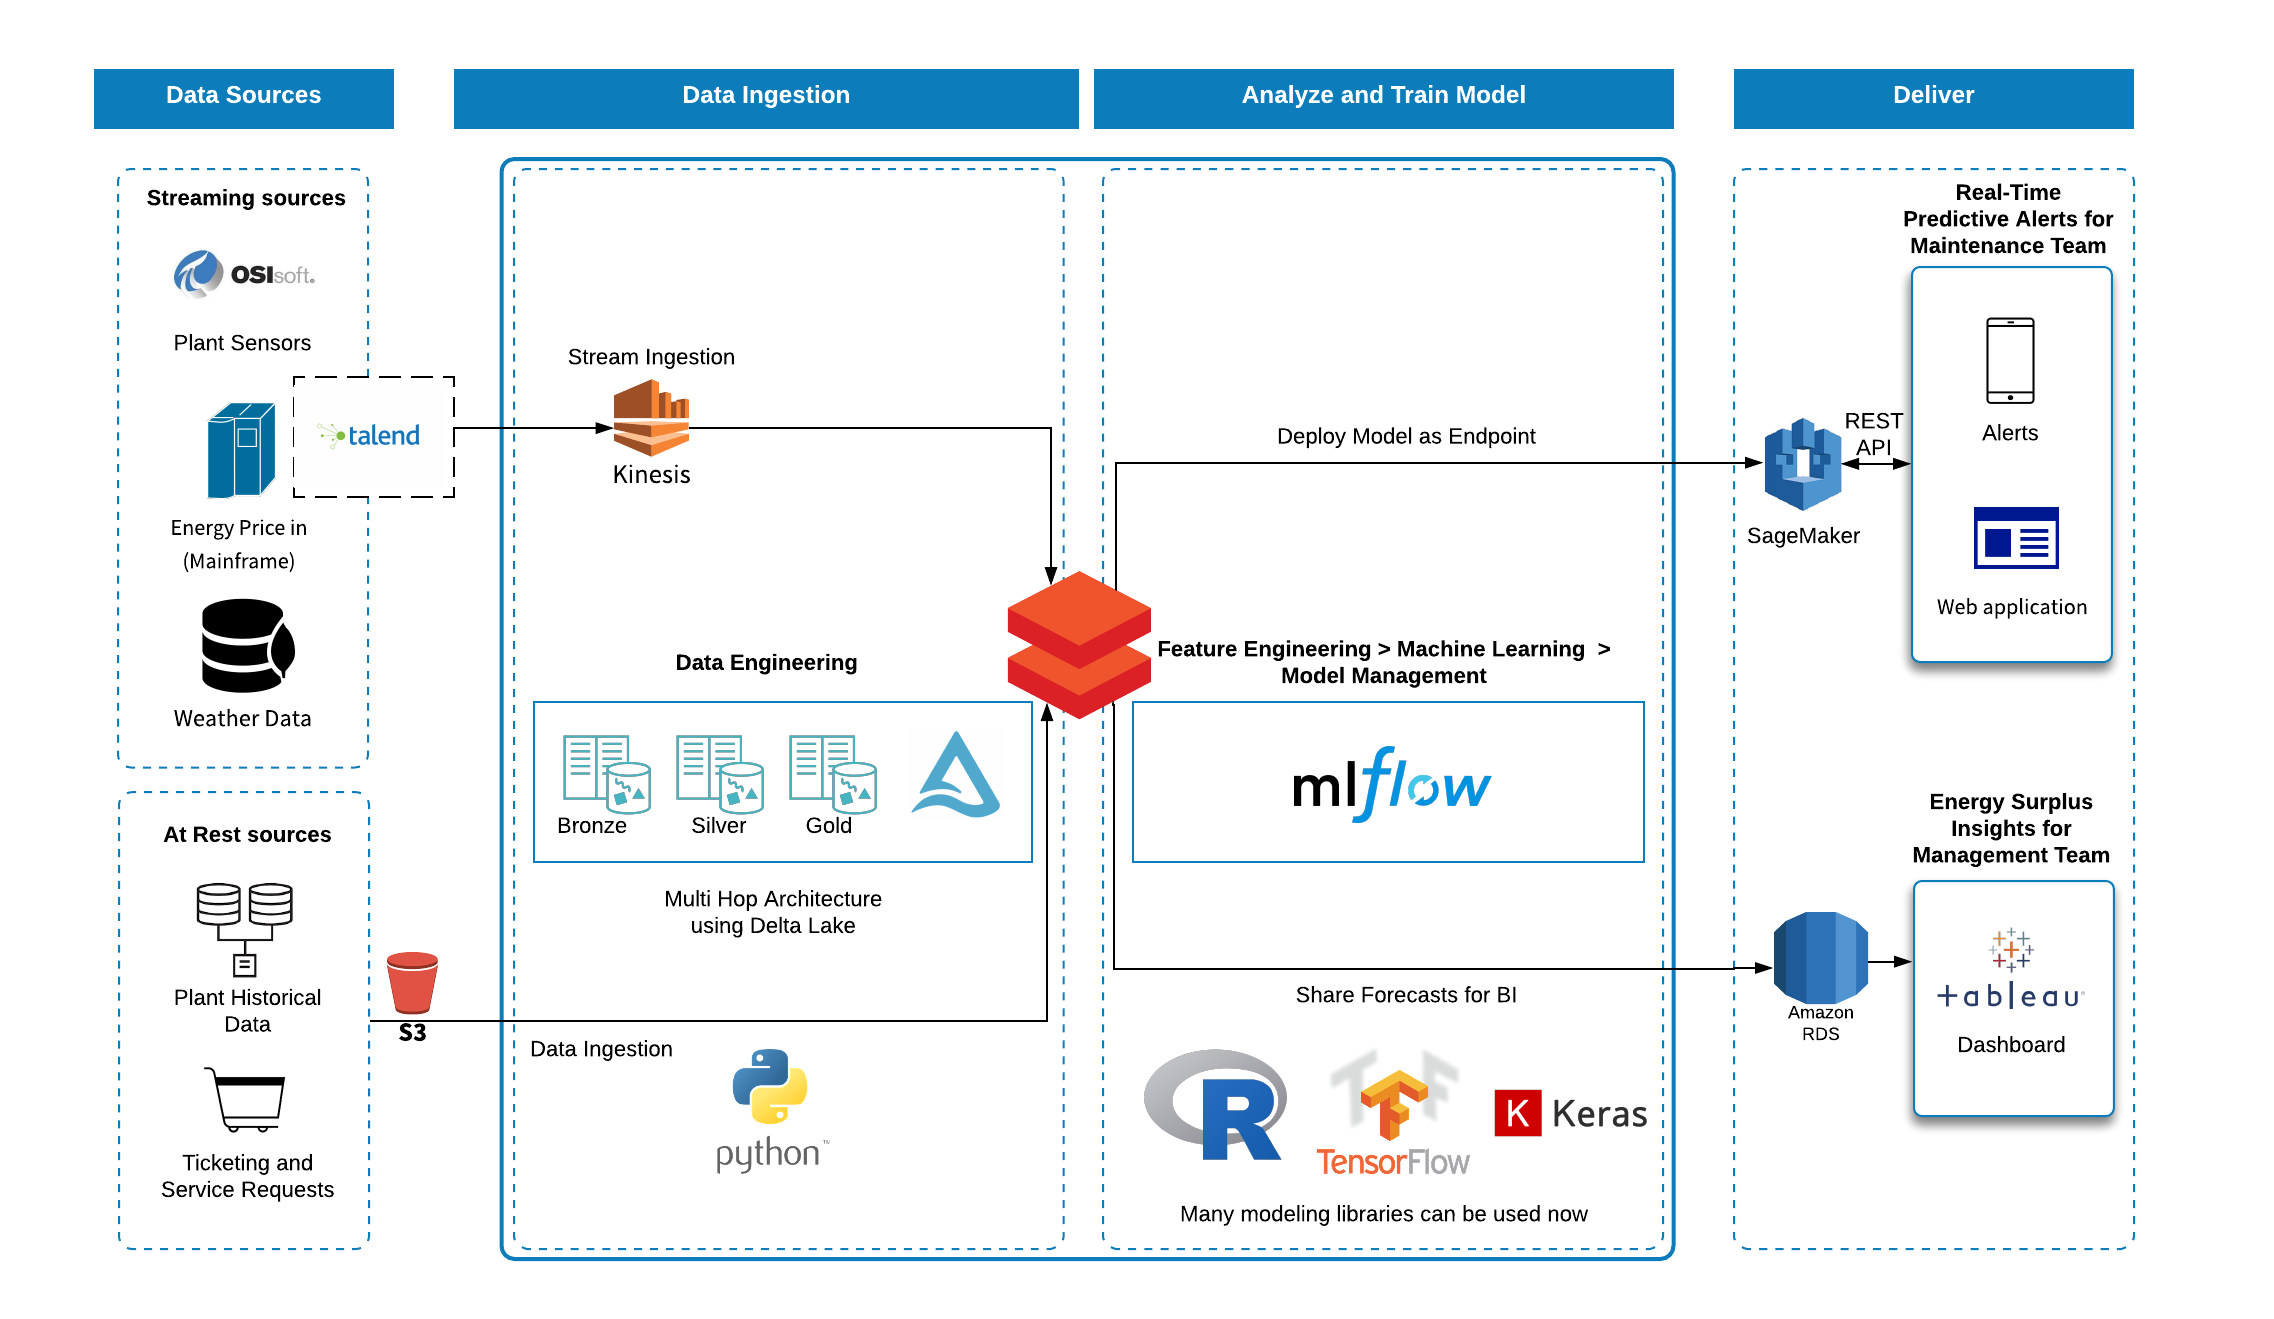 Data Sources
Data Ingestion
Analyze and Train Model
Deliver
Streaming sources
OSIsoft.
Plant Sensors
talend
Energy Price in
(Mainframe)
Weather Data
At Rest sources
Plant Historical
Data
Ticketing and
Service Requests
S3
Stream Ingestion
Kinesis
Data Engineering
Bronze
Silver
Gold
Multi Hop Architecture
using Delta Lake
Data Ingestion
python™
Deploy Model as Endpoint
Feature Engineering > Machine Learning >
Model Management
mlflow
Share Forecasts for BI
R
TensorFlow
K Keras
Many modeling libraries can be used now
Real-Time
Predictive Alerts for
Maintenance Team
REST
API
SageMaker
Alerts
Web application
Energy Surplus
Insights for
Management Team
Amazon
RDS
+ableau®
Dashboard